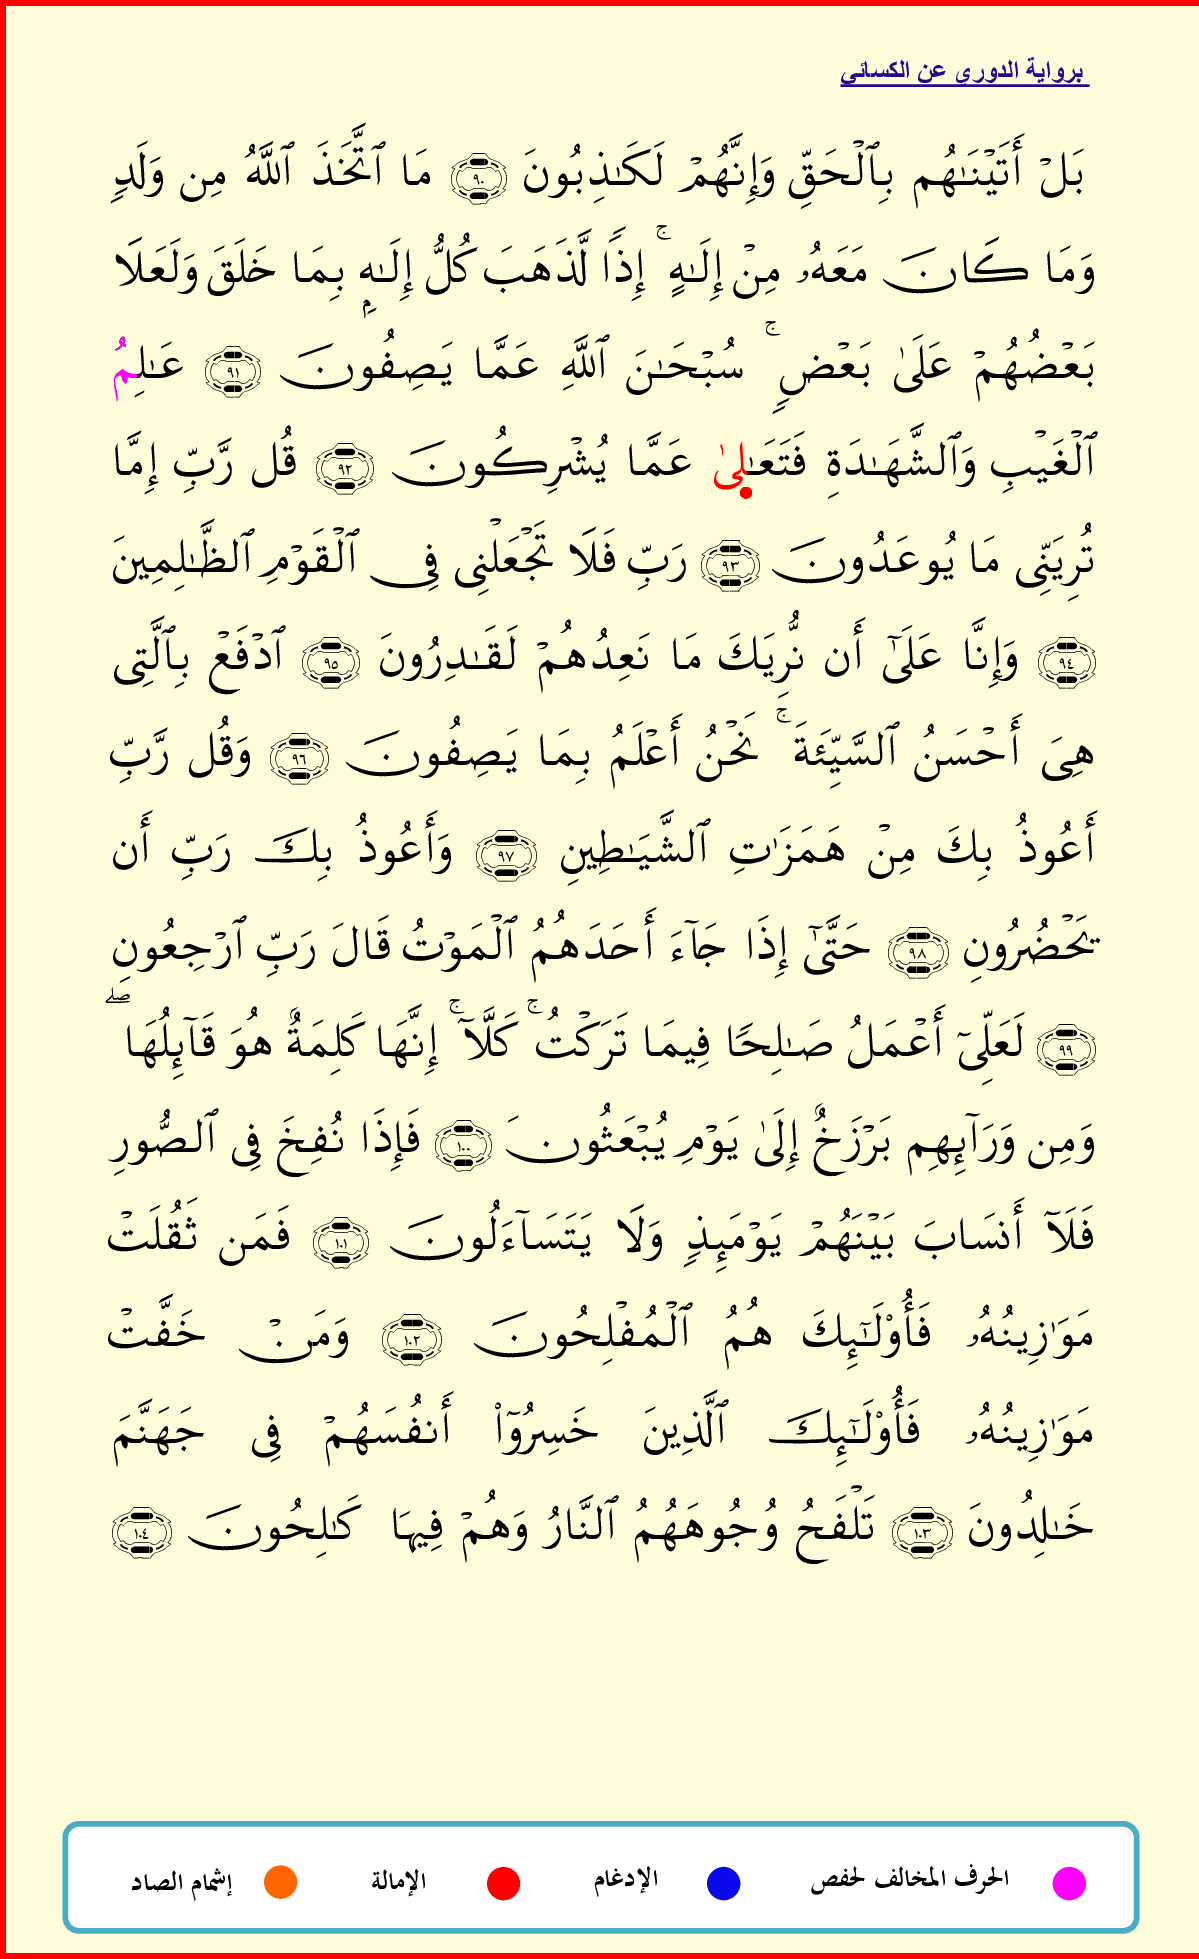 برواية الدوري عن الكسائي
بَلْ أَتَيْنَـٰهُم بِٱلْحَقِّ وَإِنَّهُمْ لَكَـٰذِبُونَ ٩٠ مَا ٱتَّخَذَ ٱللَّهُ مِن وَلَدٍ
وَمَا كَانَ مَعَهُۥ مِنْ إِلَـٰهٍ ۚ إِذًا لَّذَهَبَ كُلُّ إِلَـٰهٍۭ بِمَا خَلَقَ وَلَعَلَا
بَعْضُهُمْ عَلَىٰ بَعْضٍ ۚ سُبْحَـٰنَ ٱللَّهِ عَمَّا يَصِفُونَ ٩١ عَـٰلِمُ
ٱلْغَيْبِ وَٱلشَّهَـٰدَةِ فَتَعَـٰلِىٰ عَمَّا يُشْرِكُونَ ٩٢ قُل رَّبِّ إِمَّا
تُرِيَنِّى مَا يُوعَدُونَ ٩٣ رَبِّ فَلَا تَجْعَلْنِى فِى ٱلْقَوْمِ ٱلظَّـٰلِمِينَ
٩٤ وَإِنَّا عَلَىٰٓ أَن نُّرِيَكَ مَا نَعِدُهُمْ لَقَـٰدِرُونَ ٩٥ ٱدْفَعْ بِٱلَّتِى
هِىَ أَحْسَنُ ٱلسَّيِّئَةَ ۚ نَحْنُ أَعْلَمُ بِمَا يَصِفُونَ ٩٦ وَقُل رَّبِّ
أَعُوذُ بِكَ مِنْ هَمَزَٰتِ ٱلشَّيَـٰطِينِ ٩٧ وَأَعُوذُ بِكَ رَبِّ أَن
يَحْضُرُونِ ٩٨ حَتَّىٰٓ إِذَا جَآءَ أَحَدَهُمُ ٱلْمَوْتُ قَالَ رَبِّ ٱرْجِعُونِ
٩٩ لَعَلِّىٓ أَعْمَلُ صَـٰلِحًا فِيمَا تَرَكْتُ ۚ كَلَّآ ۚ إِنَّهَا كَلِمَةٌ هُوَ قَآئِلُهَا ۖ
وَمِن وَرَآئِهِم بَرْزَخٌ إِلَىٰ يَوْمِ يُبْعَثُونَ ١٠٠ فَإِذَا نُفِخَ فِى ٱلصُّورِ
فَلَآ أَنسَابَ بَيْنَهُمْ يَوْمَئِذٍ وَلَا يَتَسَآءَلُونَ ١٠١ فَمَن ثَقُلَتْ
مَوَٰزِينُهُۥ فَأُو۟لَـٰٓئِكَ هُمُ ٱلْمُفْلِحُونَ ١٠٢ وَمَنْ خَفَّتْ
مَوَٰزِينُهُۥ فَأُو۟لَـٰٓئِكَ ٱلَّذِينَ خَسِرُوٓا۟ أَنفُسَهُمْ فِى جَهَنَّمَ
خَـٰلِدُونَ ١٠٣ تَلْفَحُ وُجُوهَهُمُ ٱلنَّارُ وَهُمْ فِيهَا كَـٰلِحُونَ ١٠٤
الحرف المخالف لحفص الإدغام الإمالة إشمام الصاد